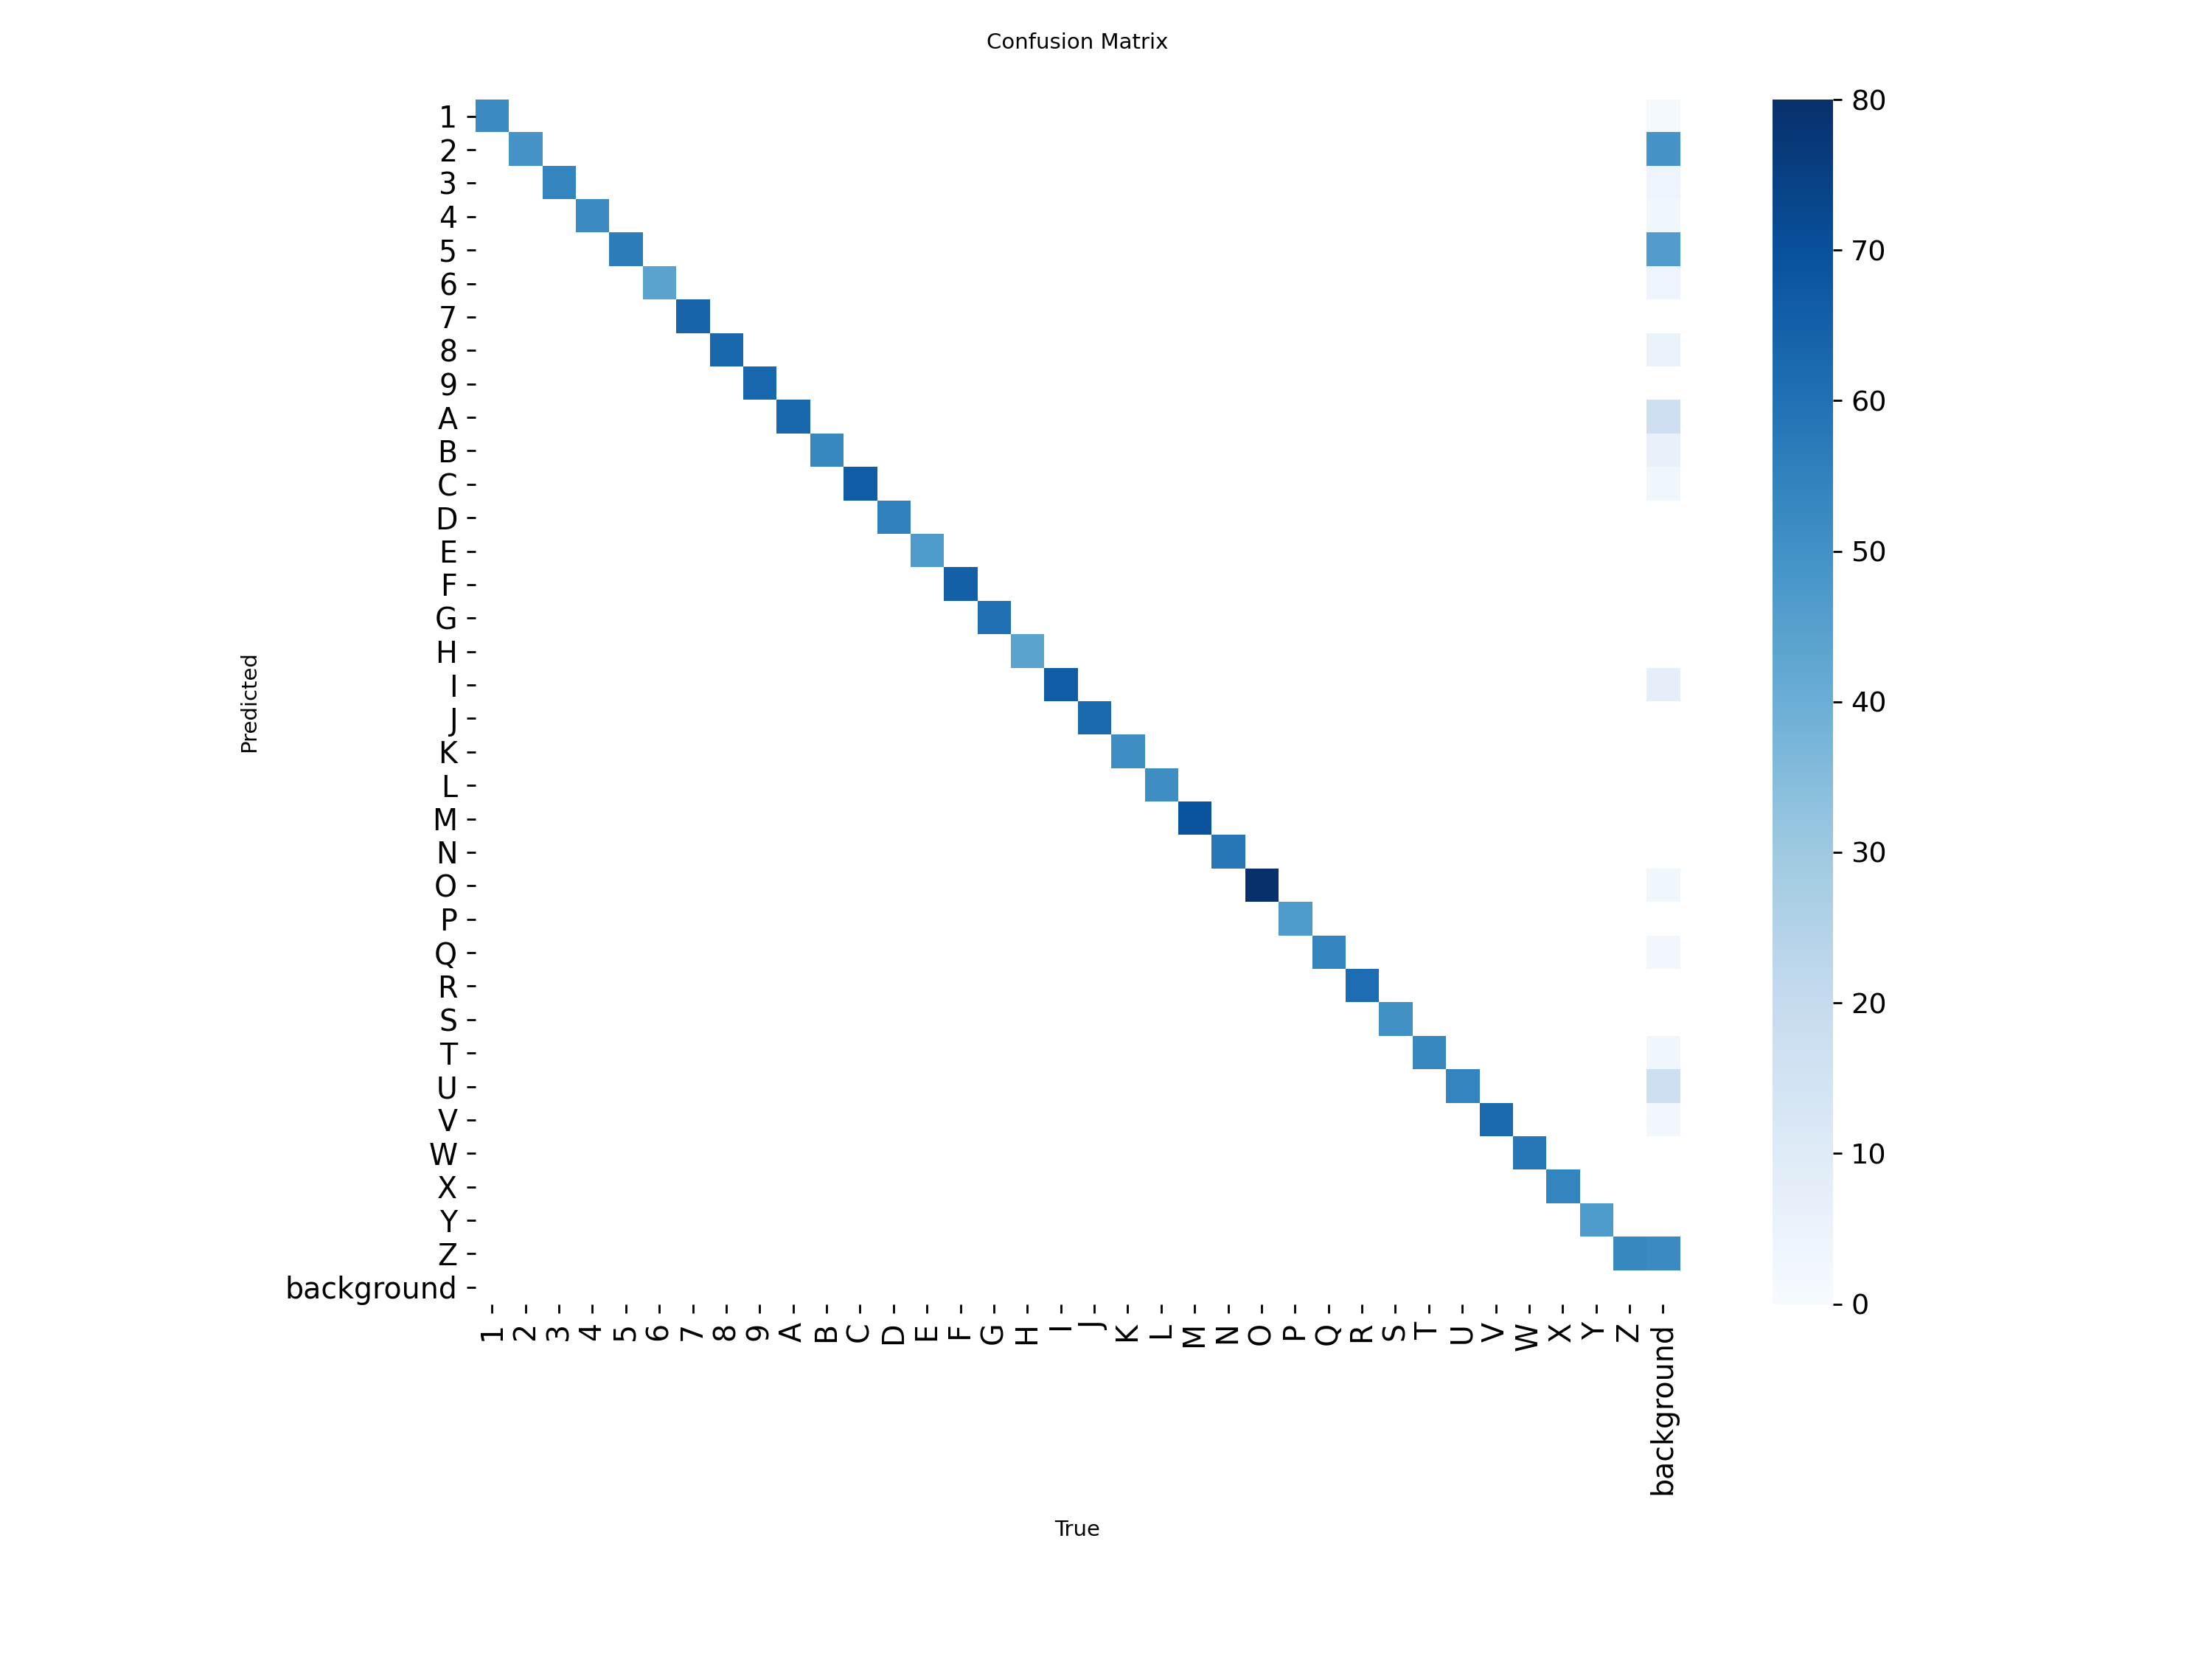 Confusion Matrix
1
2
3
4
5
6
7
8
9
A
B
C
D
E
F
G
H
I
J
K
L
M
N
O
P
Q
R
S
T
U
V
W
X
Y
Z
background
Predicted
1 2 3 4 5 6 7 8 9 A B C D E F G H I J K L M N O P Q R S T U V W X Y Z background
True
80
70
60
50
40
30
20
10
0